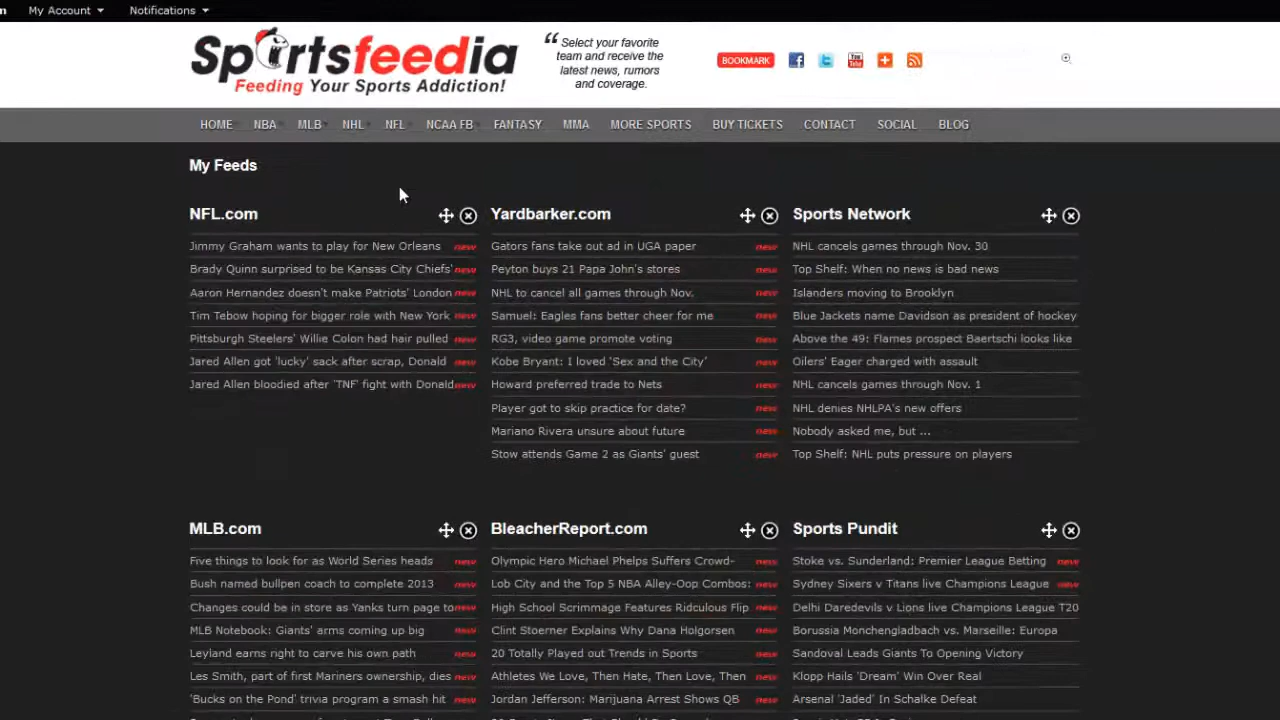 My Account
Notifications
Sportsfeedia
Feeding Your Sports Addiction!
“ Select your favorite
team and receive the
latest news, rumors
and coverage.
BOOKMARK
You
Tube
HOME NBA MLB NHL NFL NCAA FB FANTASY MMA MORE SPORTS BUY TICKETS CONTACT SOCIAL BLOG
My Feeds
NFL.com
Jimmy Graham wants to play for New Orleans new
Brady Quinn surprised to be Kansas City Chiefs' new
Aaron Hernandez doesn't make Patriots' London new
Tim Tebow hoping for bigger role with New York new
Pittsburgh Steelers' Willie Colon had hair pulled new
Jared Allen got 'lucky' sack after scrap, Donald new
Jared Allen bloodied after 'TNF' fight with Donald new
Yardbarker.com
Gators fans take out ad in UGA paper new
Peyton buys 21 Papa John's stores new
NHL to cancel all games through Nov. new
Samuel: Eagles fans better cheer for me new
RG3, video game promote voting new
Kobe Bryant: I loved 'Sex and the City' new
Howard preferred trade to Nets new
Player got to skip practice for date? new
Mariano Rivera unsure about future new
Stow attends Game 2 as Giants' guest new
Sports Network
NHL cancels games through Nov. 30
Top Shelf: When no news is bad news
Islanders moving to Brooklyn
Blue Jackets name Davidson as president of hockey
Above the 49: Flames prospect Baertschi looks like
Oilers' Eager charged with assault
NHL cancels games through Nov. 1
NHL denies NHLPA's new offers
Nobody asked me, but ...
Top Shelf: NHL puts pressure on players
MLB.com
Five things to look for as World Series heads new
Bush named bullpen coach to complete 2013 new
Changes could be in store as Yanks turn page to new
MLB Notebook: Giants' arms coming up big new
Leyland earns right to carve his own path new
Les Smith, part of first Mariners ownership, dies new
'Bucks on the Pond' trivia program a smash hit new
BleacherReport.com
Olympic Hero Michael Phelps Suffers Crowd- new
Lob City and the Top 5 NBA Alley-Oop Combos: new
High School Scrimmage Features Ridiculous Flip new
Clint Stoerner Explains Why Dana Holgorsen new
20 Totally Played out Trends in Sports new
Athletes We Love, Then Hate, Then Love, Then new
Jordan Jefferson: Marijuana Arrest Shows QB new
Sports Pundit
Stoke vs. Sunderland: Premier League Betting new
Sydney Sixers v Titans live Champions League new
Delhi Daredevils v Lions live Champions League T20
Borussia Monchengladbach vs. Marseille: Europa
Sandoval Leads Giants To Opening Victory
Klopp Hails 'Dream' Win Over Real
Arsenal 'Jaded' In Schalke Defeat